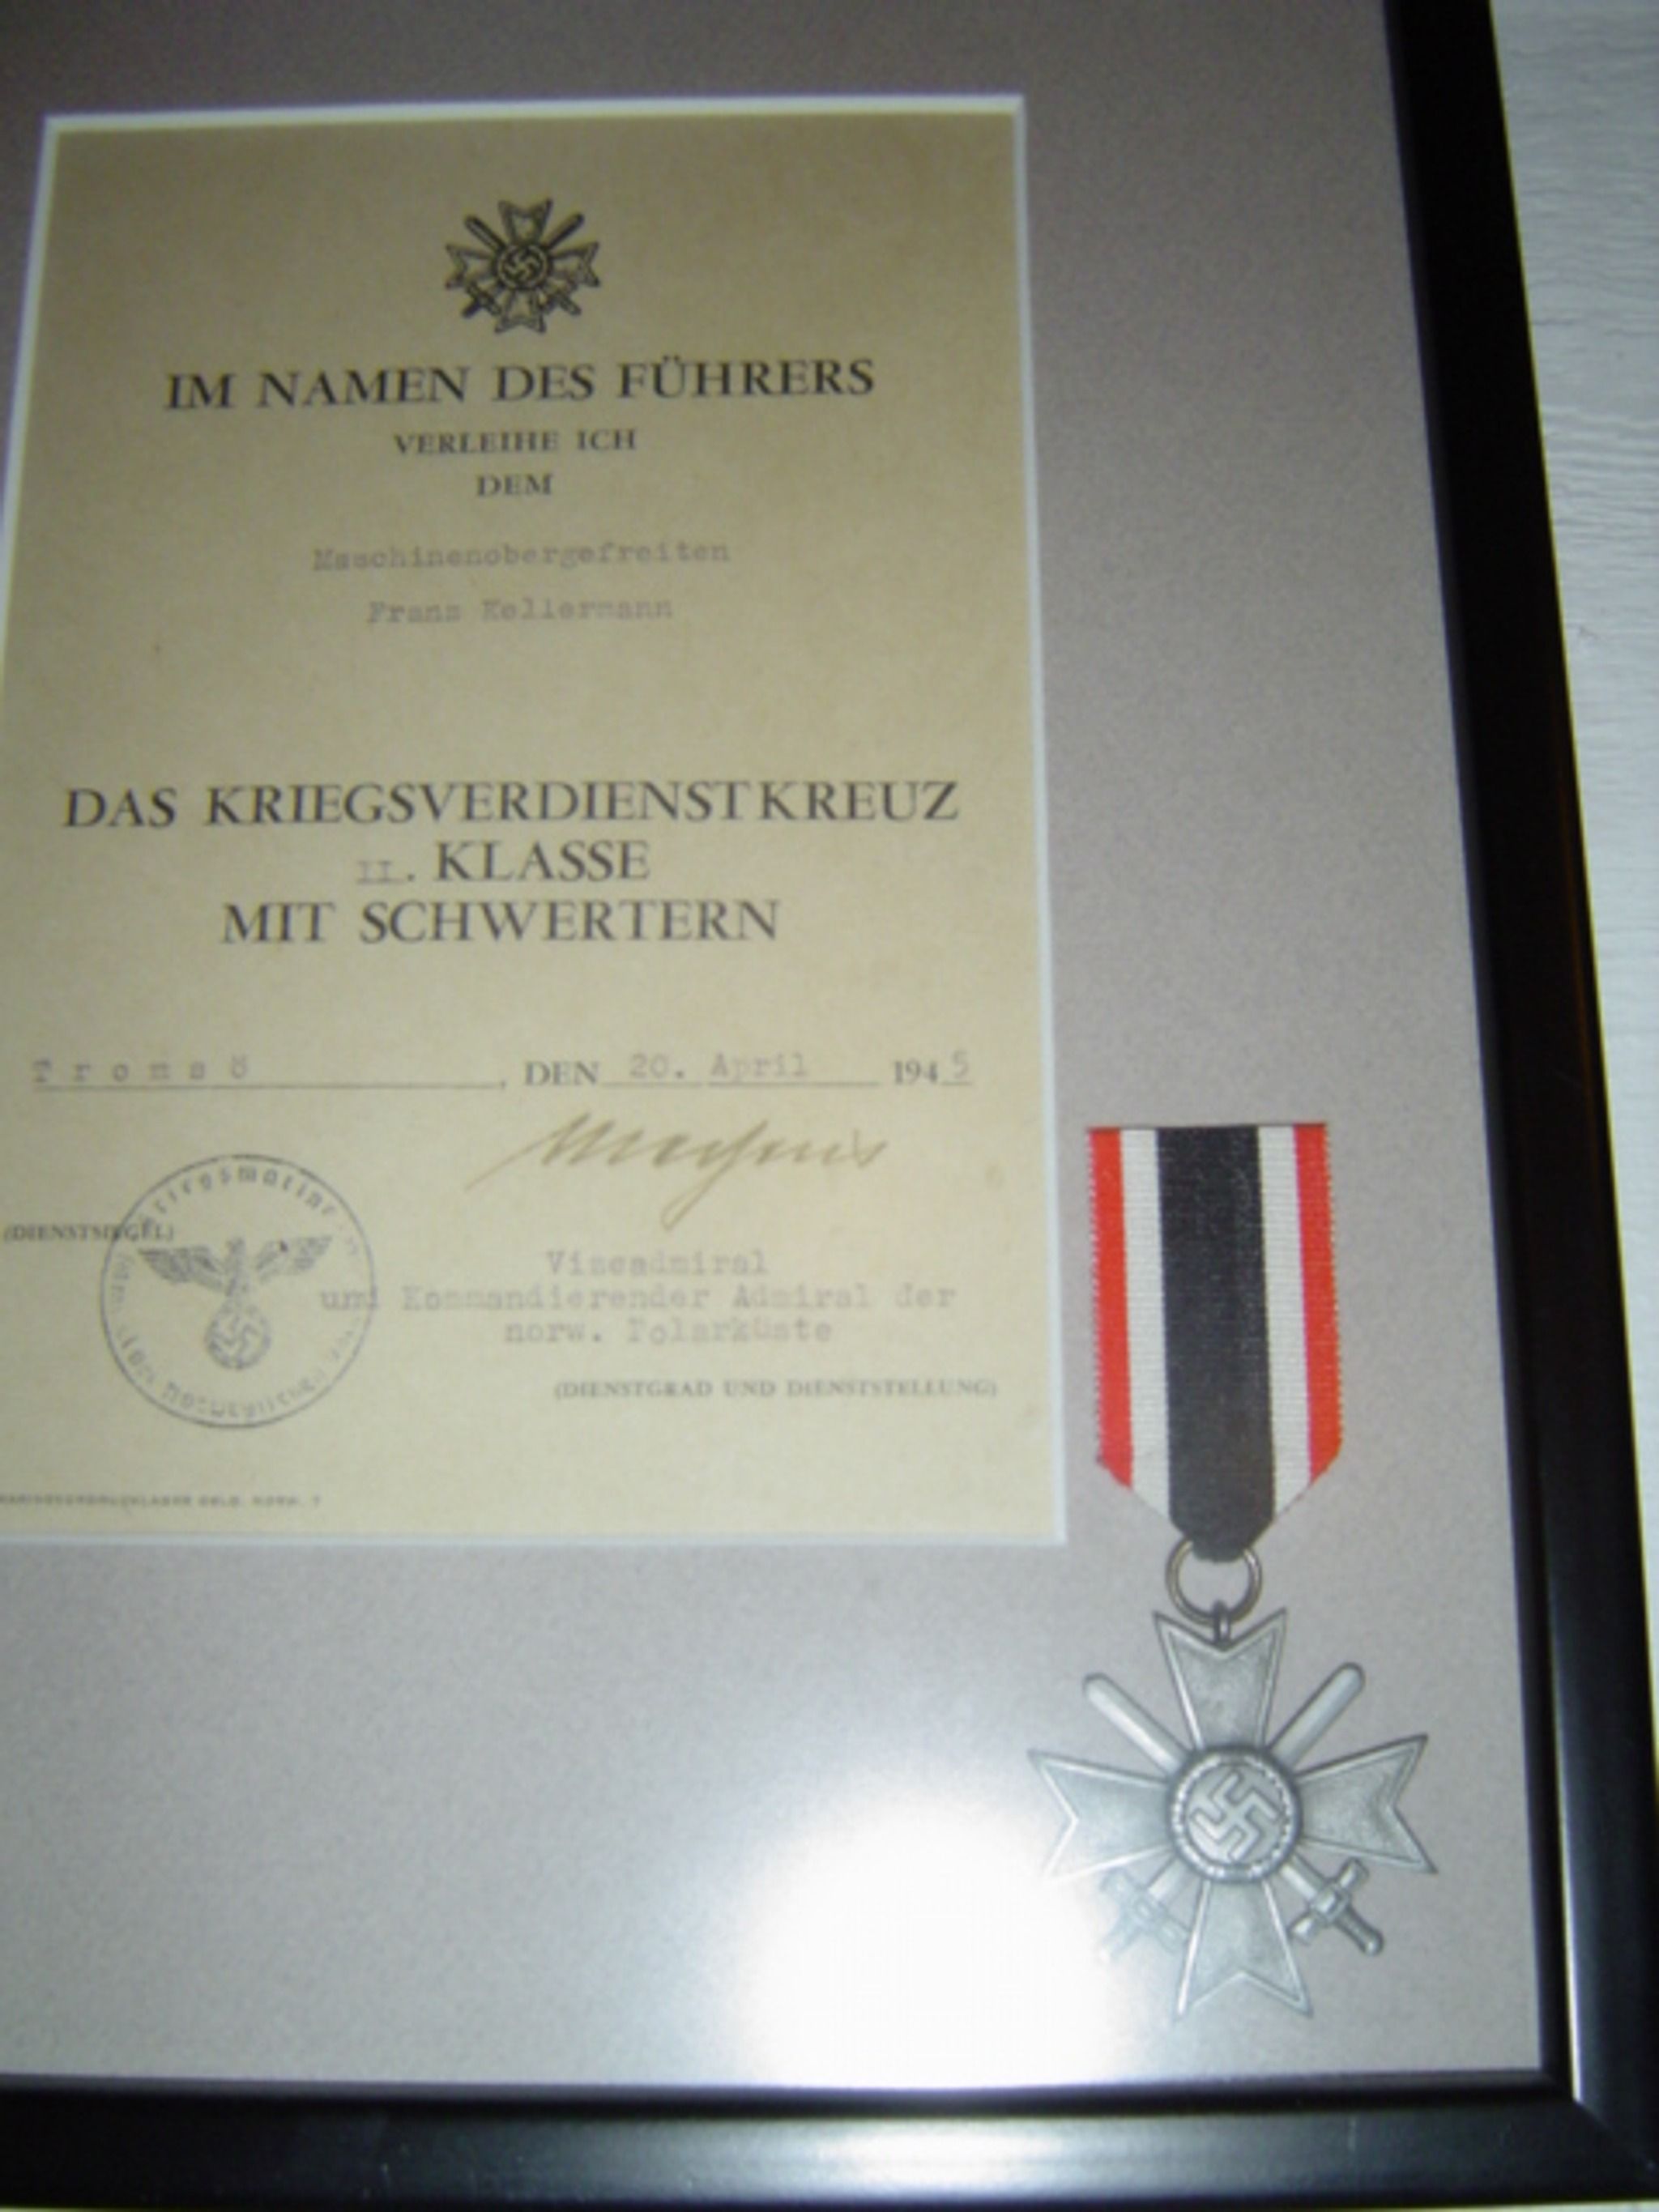 IM NAMEN DES FÜHRERS
VERLEIHE ICH
DEM
Maschinenobergefreiten
Franz Kellermann
DAS KRIEGSVERDIENSTKREUZ
II. KLASSE
MIT SCHWERTERN
Tromsö, DEN 20. April 1945
(DIENSTSIEGEL)
Kriegsmarine
Vizeadmiral
und Kommandierender Admiral der
norw. Polarküste
(DIENSTGRAD UND DIENSTSTELLUNG)